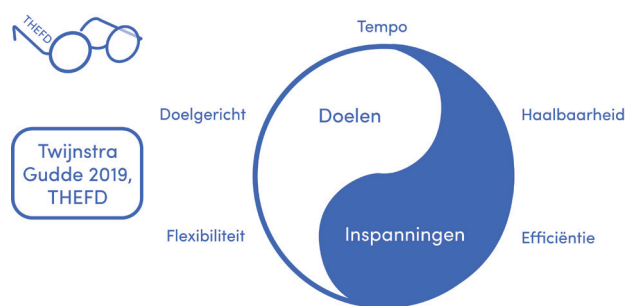 THEFD
Tempo
Doelgericht
Doelen
Haalbaarheid
Twijnstra
Gudde 2019,
THEFD
Flexibiliteit
Inspanningen
Efficiëntie